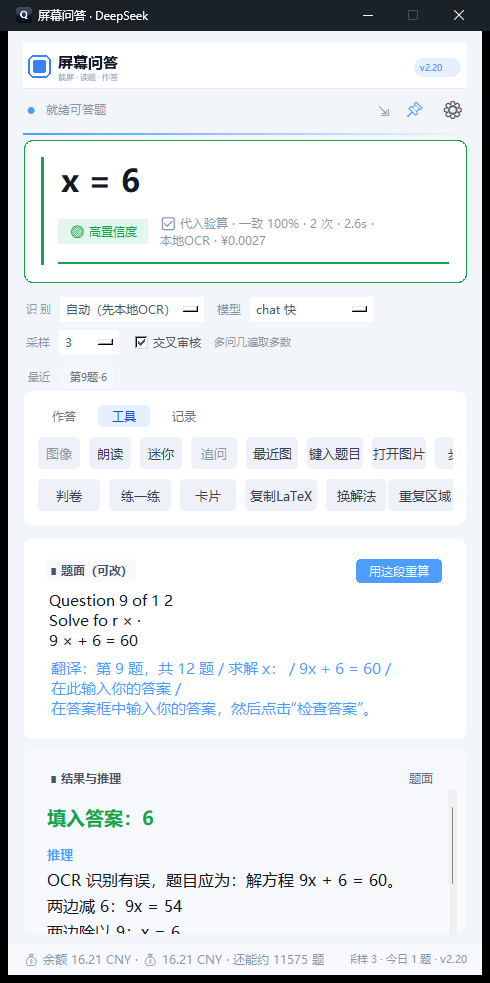 屏幕问答 · DeepSeek
屏幕问答
截屏 · 读题 · 作答
v2.20
就绪可答题
x = 6
高置信度
代入验算 · 一致 100% · 2 次 · 2.6s ·
本地OCR · ¥0.0027
识别 自动（先本地OCR） 模型 chat 快
采样 3 交叉审核 多问几遍取多数
最近 第9题·6
作答 工具 记录
图像 朗读 迷你 追问 最近图 键入题目 打开图片
判卷 练一练 卡片 复制LaTeX 换解法 重复区域
题面（可改） 用这段重算
Question 9 of 1 2
Solve fo r × ·
9 × + 6 = 60
翻译：第 9 题，共 12 题 / 求解 x： / 9x + 6 = 60 /
在此输入你的答案 /
在答案框中输入你的答案，然后点击“检查答案”。
结果与推理 题面
填入答案：6
推理
OCR 识别有误，题目应为：解方程 9x + 6 = 60。
两边减 6：9x = 54
两边除以 9：x = 6
余额 16.21 CNY · 16.21 CNY · 还能约 11575 题 采样 3 · 今日 1 题 · v2.20